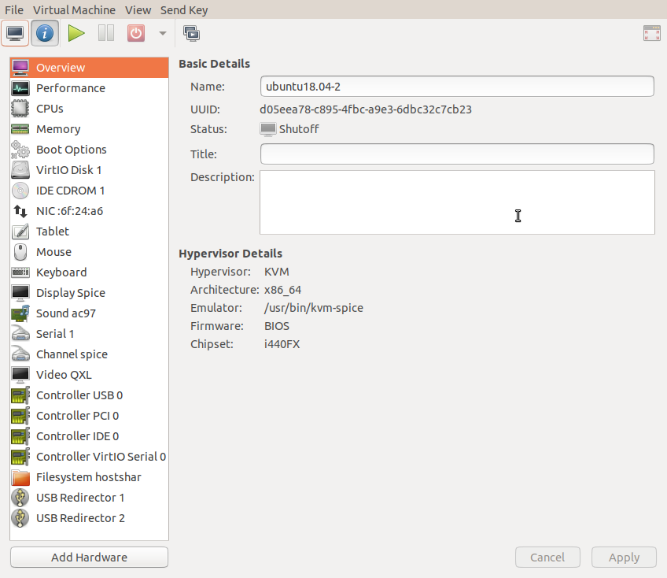 File Virtual Machine View Send Key
Overview
Performance
CPUs
Memory
Boot Options
VirtIO Disk 1
IDE CDROM 1
NIC :6f:24:a6
Tablet
Mouse
Keyboard
Display Spice
Sound ac97
Serial 1
Channel spice
Video QXL
Controller USB 0
Controller PCI 0
Controller IDE 0
Controller VirtIO Serial 0
Filesystem hostshar
USB Redirector 1
USB Redirector 2
Add Hardware
Basic Details
Name: ubuntu18.04-2
UUID: d05eea78-c895-4fbc-a9e3-6dbc32c7cb23
Status: Shutoff
Title:
Description:
Hypervisor Details
Hypervisor: KVM
Architecture: x86_64
Emulator: /usr/bin/kvm-spice
Firmware: BIOS
Chipset: i440FX
Cancel Apply